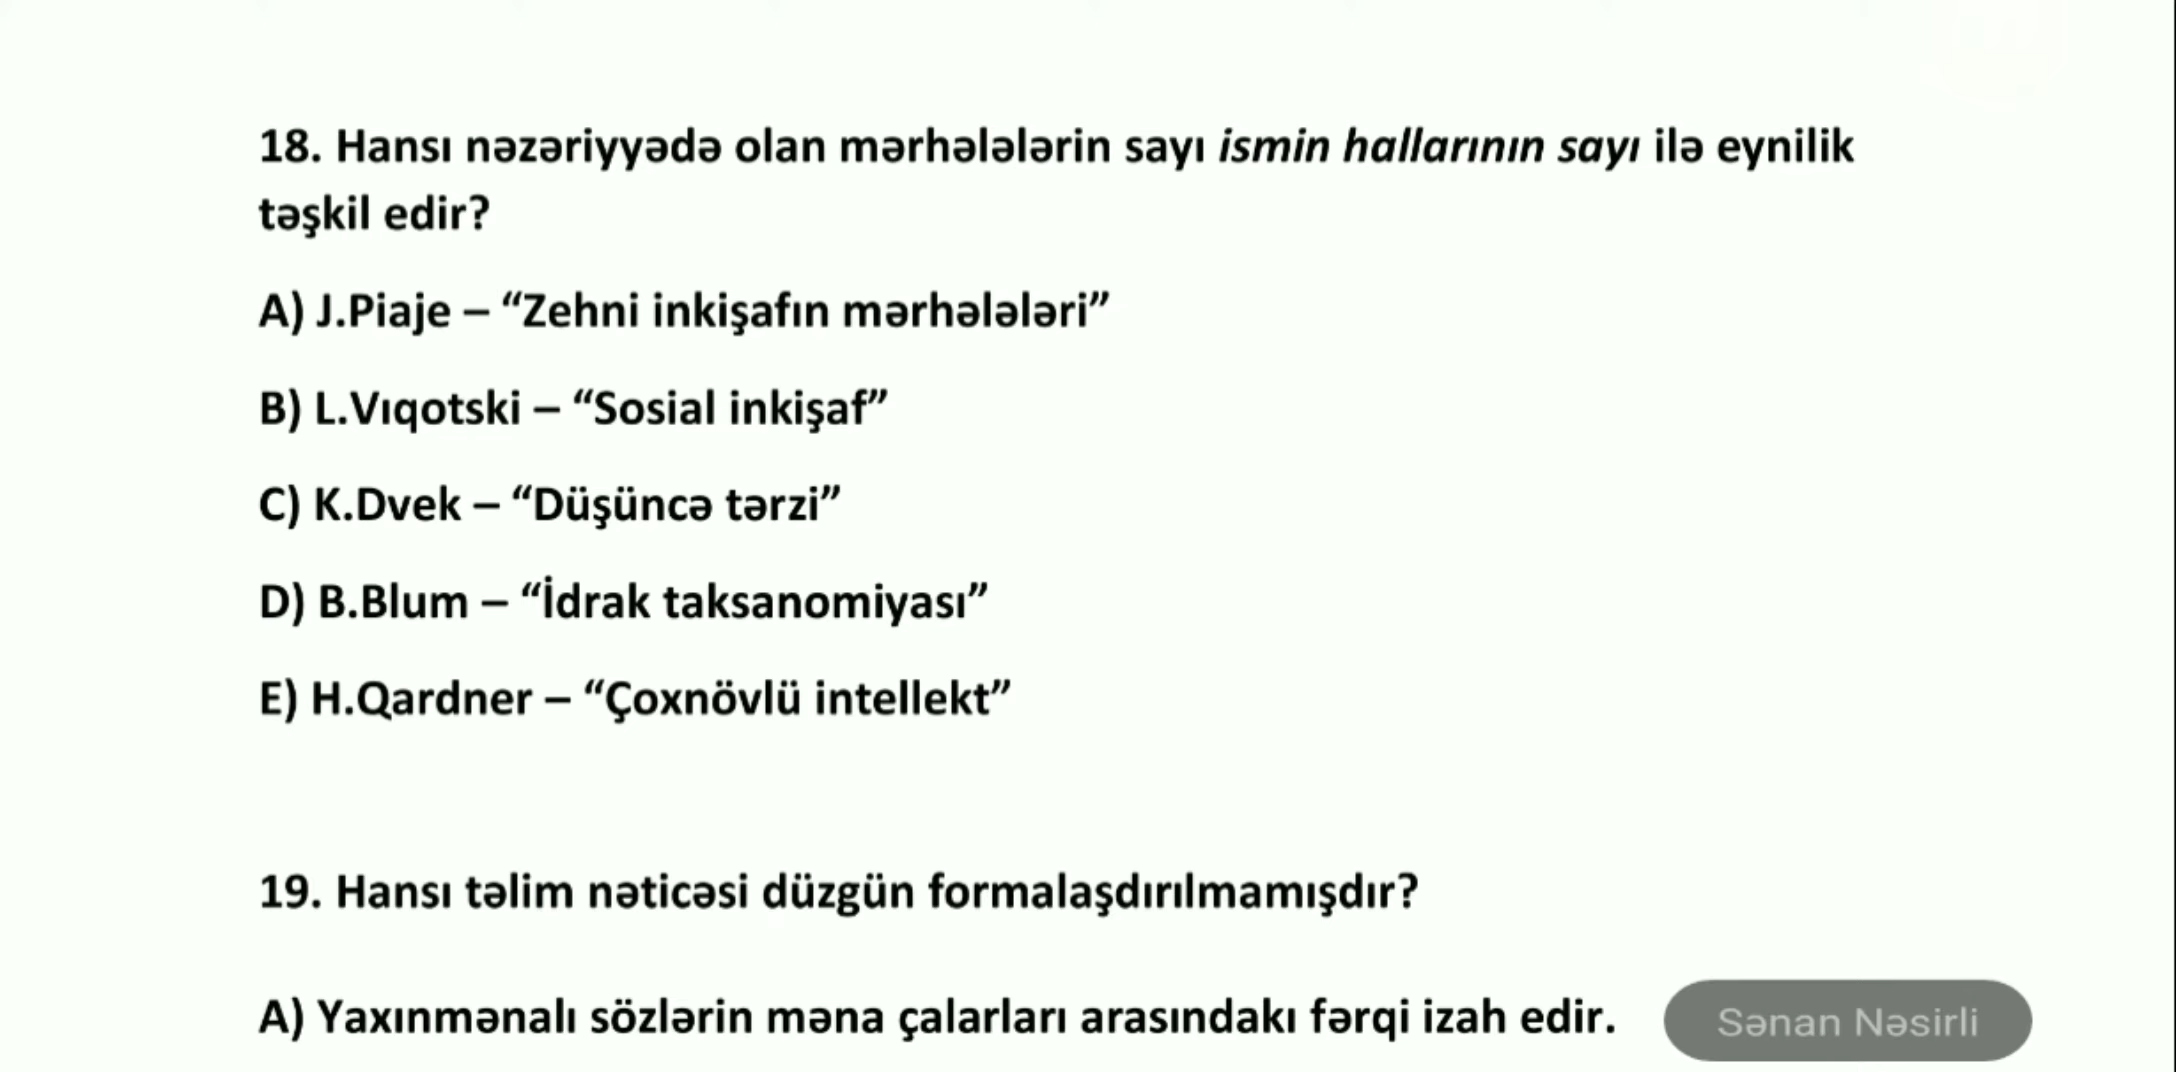 18. Hansı nəzəriyyədə olan mərhələlərin sayı ismin hallarının sayı ilə eynilik
təşkil edir?
A) J.Piaje – “Zehni inkişafın mərhələləri”
B) L.Vıqotski – “Sosial inkişaf”
C) K.Dvek – “Düşüncə tərzi”
D) B.Blum – “İdrak taksanomiyası”
E) H.Qardner – “Çoxnövlü intellekt”
19. Hansı təlim nəticəsi düzgün formalaşdırılmamışdır?
A) Yaxınmənalı sözlərin məna çalarları arasındakı fərqi izah edir.
Sənan Nəsirli